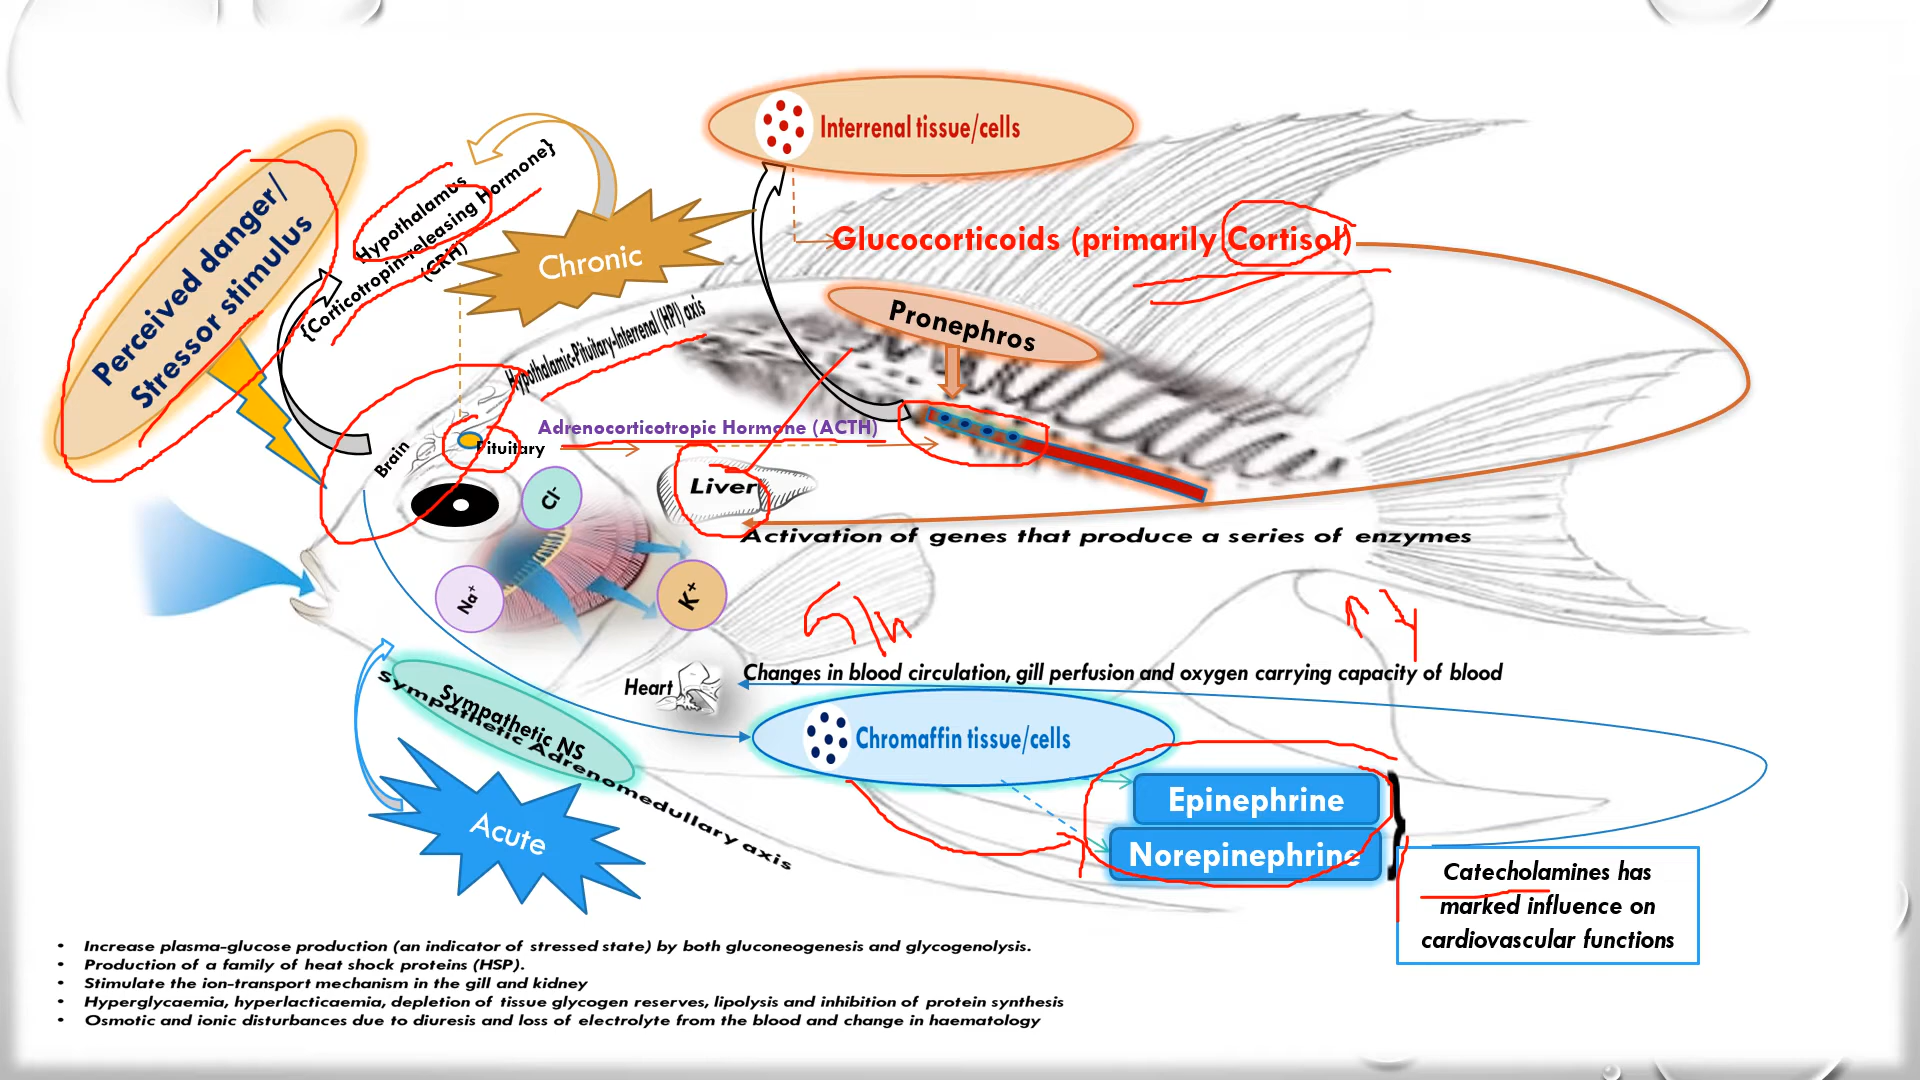 Interrenal tissue/cells
Perceived danger/
Stressor stimulus
Hypothalamus
{Corticotropin-releasing Hormone}
(CRH)
Chronic
Glucocorticoids (primarily Cortisol)
Hypothalamic-Pituitary-Interrenal (HPI) axis
Pronephros
Brain
Pituitary
Adrenocorticotropic Hormone (ACTH)
Liver
Cl-
Activation of genes that produce a series of enzymes
Na+
K+
Heart
Changes in blood circulation, gill perfusion and oxygen carrying capacity of blood
Sympathetic NS
Sympathetic Adrenomedullary axis
Chromaffin tissue/cells
Acute
Epinephrine
Norepinephrine
Catecholamines has
marked influence on
cardiovascular functions
• Increase plasma-glucose production (an indicator of stressed state) by both gluconeogenesis and glycogenolysis.
• Production of a family of heat shock proteins (HSP).
• Stimulate the ion-transport mechanism in the gill and kidney
• Hyperglycaemia, hyperlacticaemia, depletion of tissue glycogen reserves, lipolysis and inhibition of protein synthesis
• Osmotic and ionic disturbances due to diuresis and loss of electrolyte from the blood and change in haematology